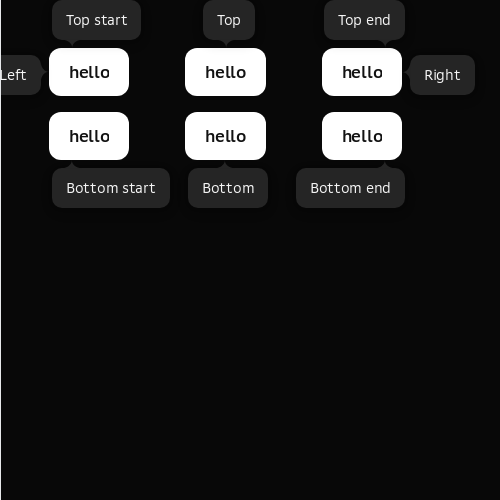 Top start
Top
Top end
Left
hello
hello
hello
Right
hello
hello
hello
Bottom start
Bottom
Bottom end